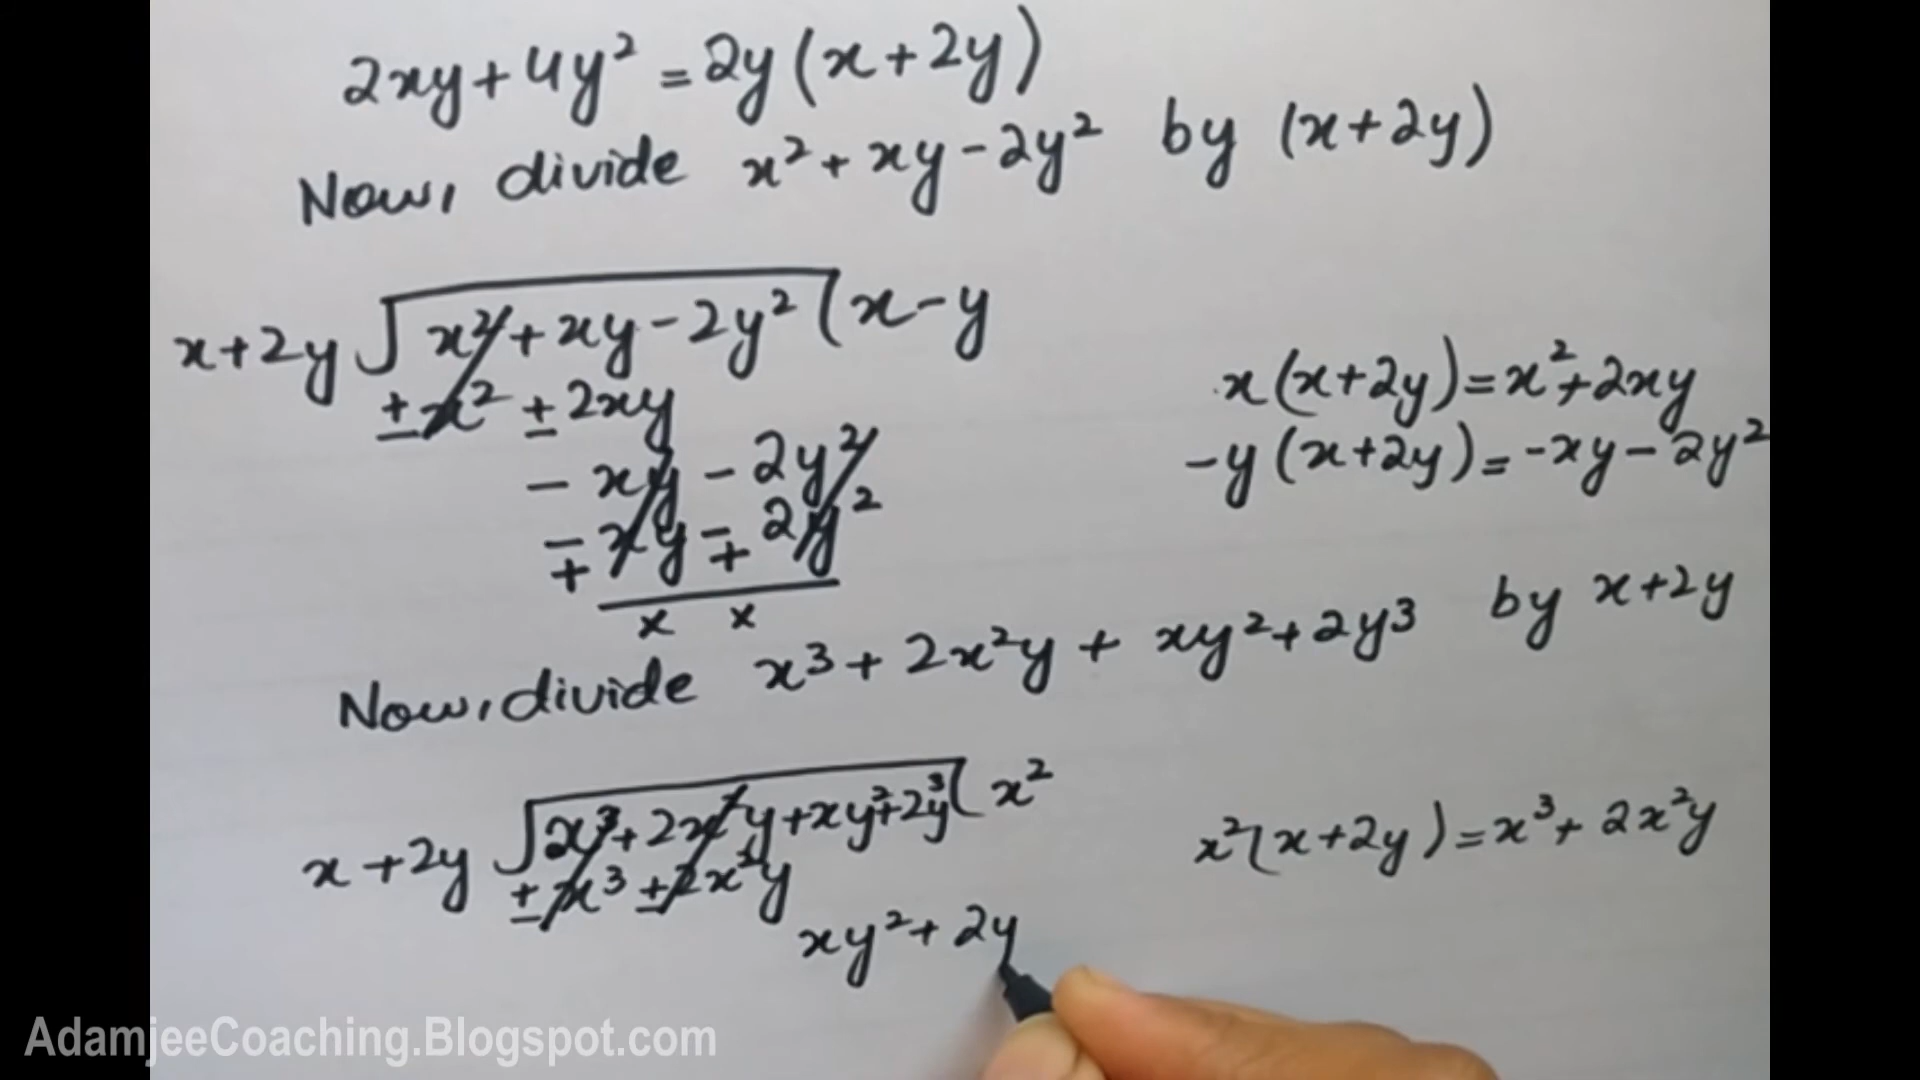 2xy + 4y² = 2y (x + 2y)
Now, divide x² + xy - 2y² by (x + 2y)
x + 2y √ x² + xy - 2y² ( x - y
± x² ± 2xy
- xy - 2y²
∓ xy ∓ 2y²
x x
x (x + 2y) = x² + 2xy
-y (x + 2y) = -xy - 2y²
Now, divide x³ + 2x²y + xy² + 2y³ by x + 2y
x + 2y √ x³ + 2x²y + xy² + 2y³ ( x²
± x³ ± 2x²y
xy² + 2y
x² (x + 2y) = x³ + 2x²y
AdamjeeCoaching.Blogspot.com